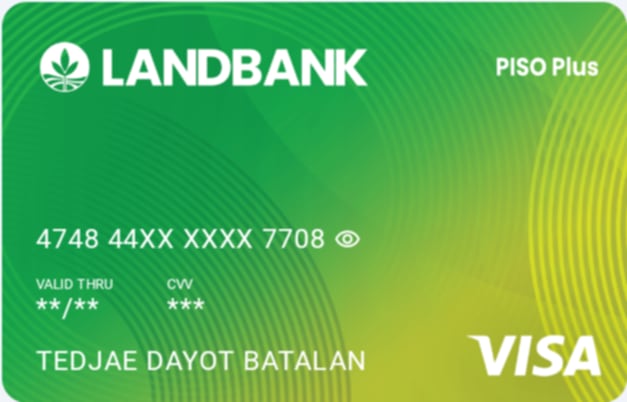 LANDBANK
PISO Plus
4748 44XX XXXX 7708
VALID THRU
**/**
CVV
***
TEDJAE DAYOT BATALAN
VISA